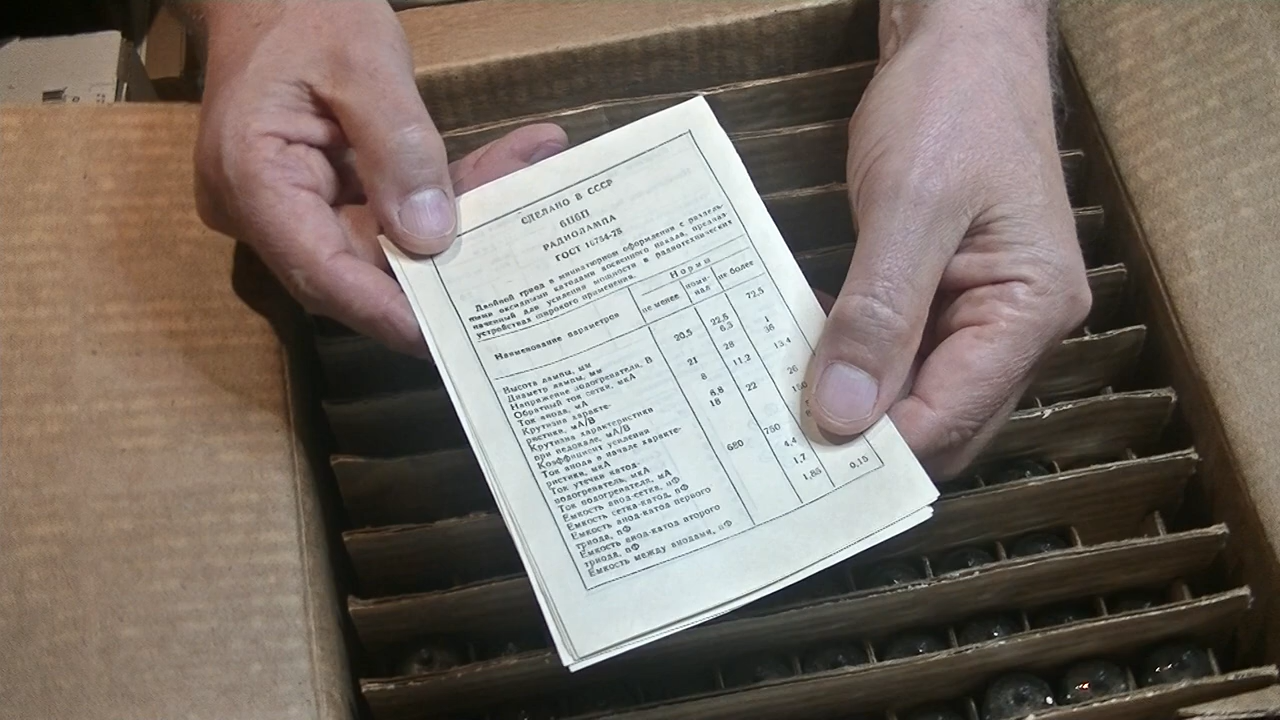 СДЕЛАНО В СССР
6Н6П
РАДИОЛАМПА
ГОСТ 16754-75
Двойной триод в миниатюрном оформлении с раздель-
ными оксидными катодами косвенного накала, предназ-
наченный для усиления мощности в радиотехнических
устройствах широкого применения.
Наименование параметров
Нормы
не менее
номи-
нал
не более
Высота лампы, мм 72,5
Диаметр лампы, мм 20,5 22,5
Напряжение подогревателя, В 6,3
Обратный ток сетки, мкА 1
Ток анода, мА 21 28 36
Крутизна характе-
ристики, мА/В 8 11,2 13,4
Крутизна характеристики
при недокале, мА/В 6,8
Коэффициент усиления 18 22 26
Ток анода в начале характе-
ристики, мкА 150
Ток утечки катод-
подогреватель, мкА
Ток подогревателя, мА 680 750
Емкость анод-сетка, пФ 4,4
Емкость сетка-катод, пФ
Емкость анод-катод первого
триода, пФ 1,7
Емкость анод-катод второго
триода, пФ 1,85
Емкость между анодами, пФ 0,15